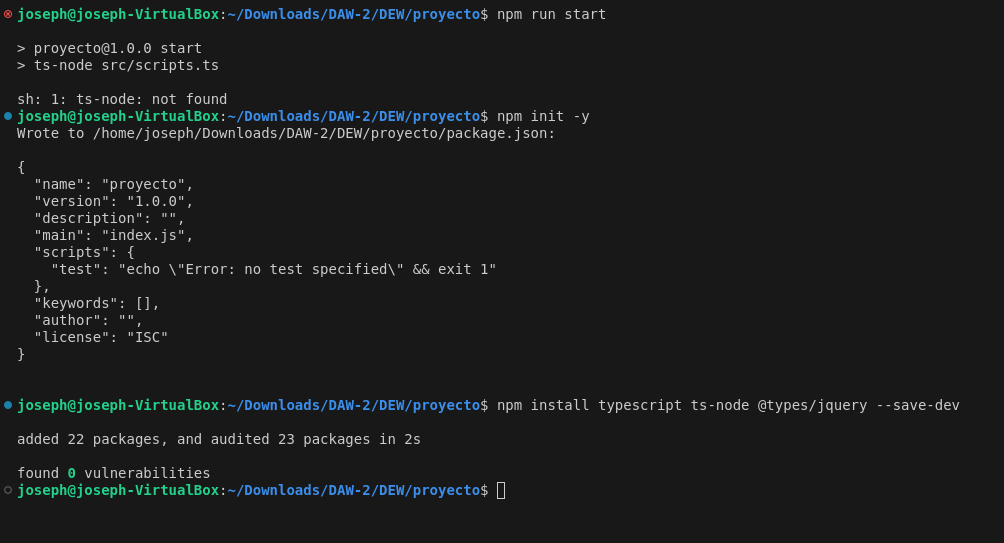 joseph@joseph-VirtualBox:~/Downloads/DAW-2/DEW/proyecto$ npm run start
> proyecto@1.0.0 start
> ts-node src/scripts.ts
sh: 1: ts-node: not found
joseph@joseph-VirtualBox:~/Downloads/DAW-2/DEW/proyecto$ npm init -y
Wrote to /home/joseph/Downloads/DAW-2/DEW/proyecto/package.json:
{
  "name": "proyecto",
  "version": "1.0.0",
  "description": "",
  "main": "index.js",
  "scripts": {
    "test": "echo \"Error: no test specified\" && exit 1"
  },
  "keywords": [],
  "author": "",
  "license": "ISC"
}
joseph@joseph-VirtualBox:~/Downloads/DAW-2/DEW/proyecto$ npm install typescript ts-node @types/jquery --save-dev
added 22 packages, and audited 23 packages in 2s
found 0 vulnerabilities
joseph@joseph-VirtualBox:~/Downloads/DAW-2/DEW/proyecto$